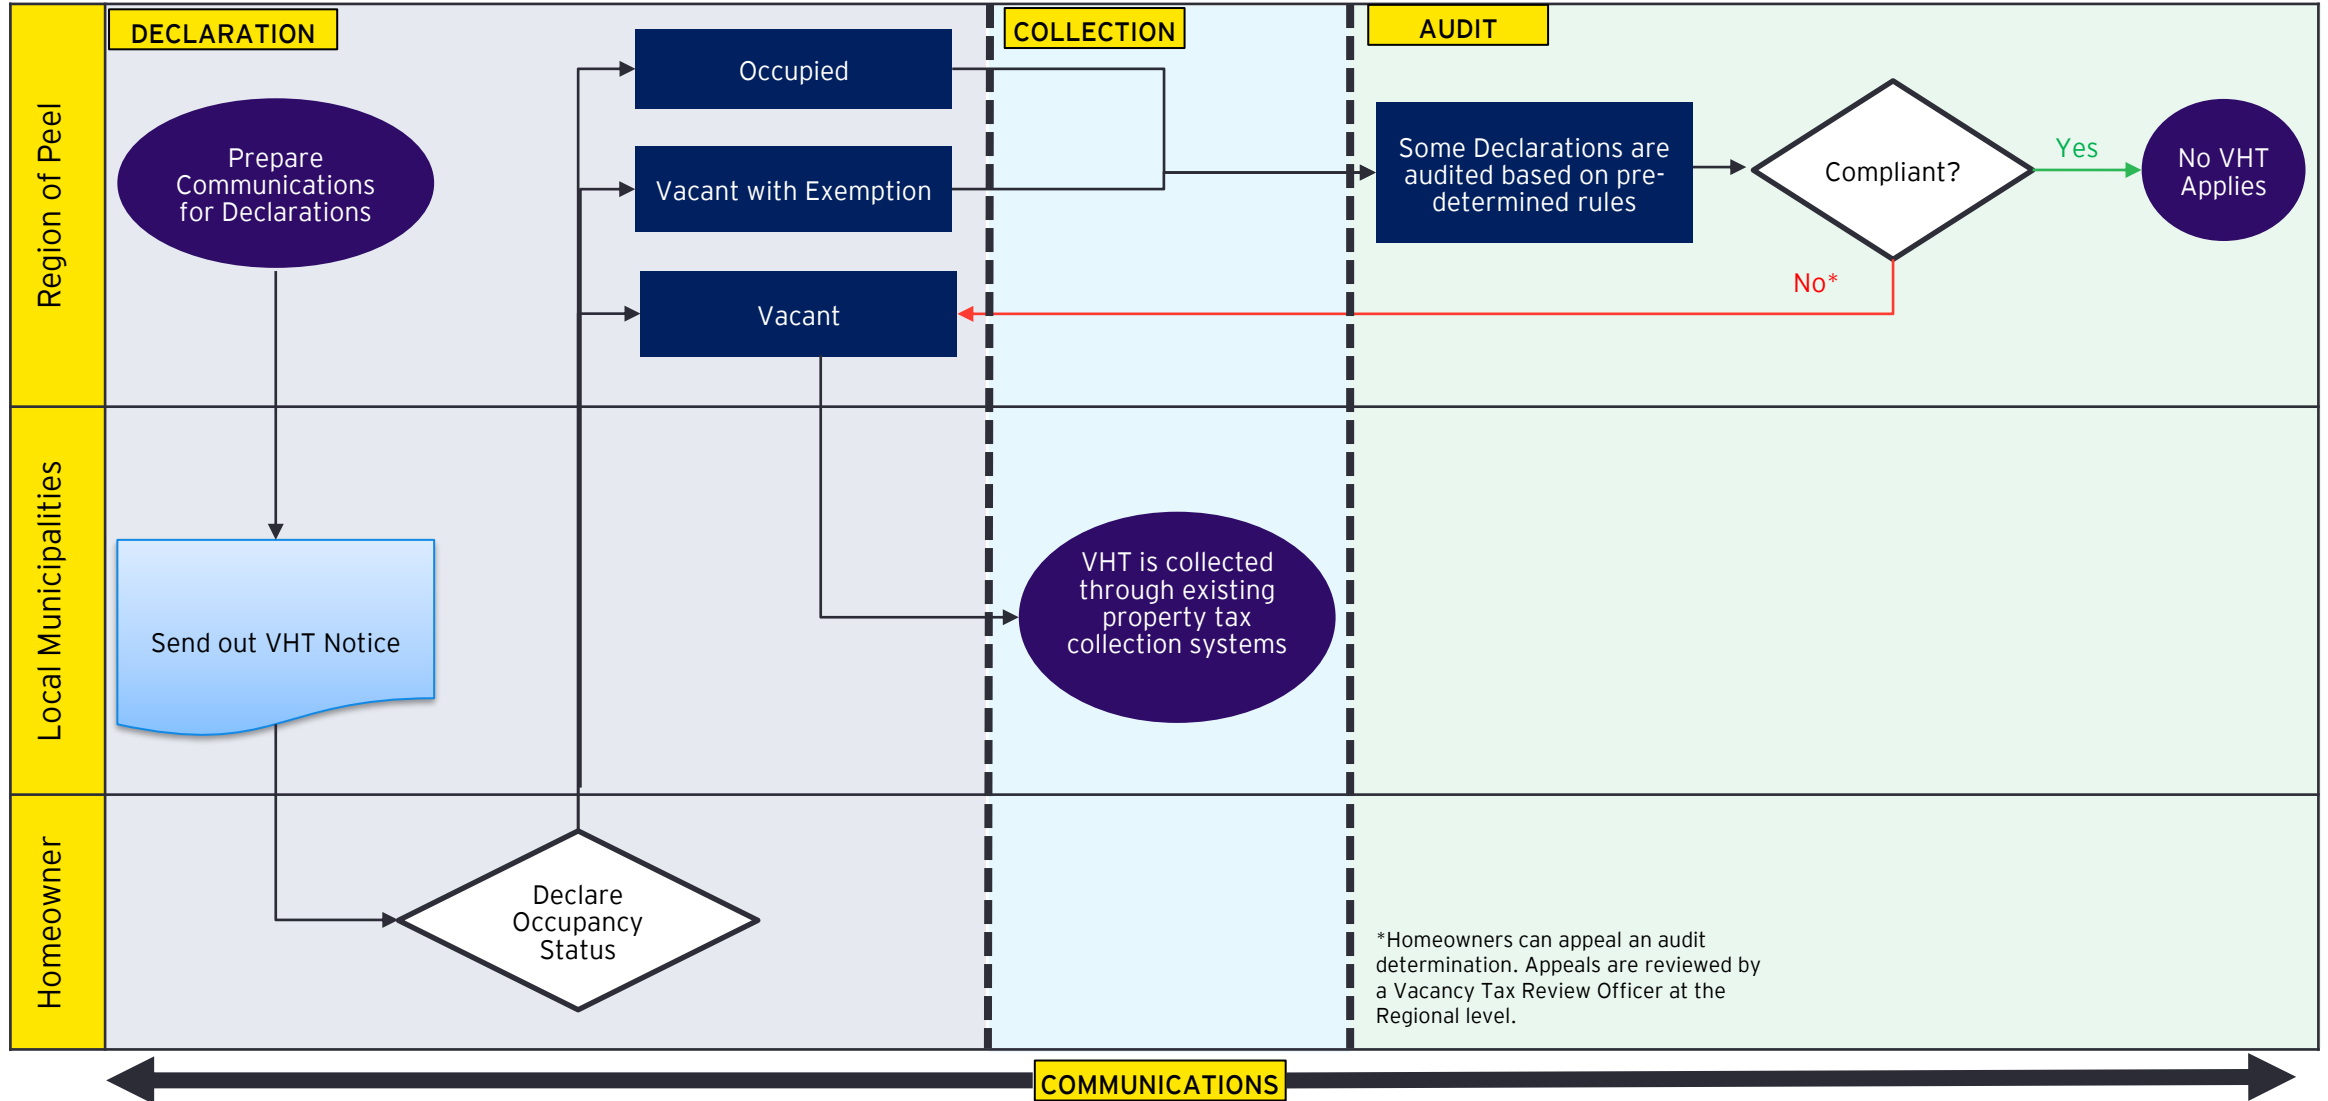 DECLARATION
COLLECTION
AUDIT
Region of Peel
Prepare
Communications
for Declarations
Occupied
Vacant with Exemption
Vacant
Some Declarations are
audited based on pre-
determined rules
Compliant?
Yes
No VHT
Applies
No*
Local Municipalities
Send out VHT Notice
VHT is collected
through existing
property tax
collection systems
Homeowner
Declare
Occupancy
Status
*Homeowners can appeal an audit
determination. Appeals are reviewed by
a Vacancy Tax Review Officer at the
Regional level.
COMMUNICATIONS